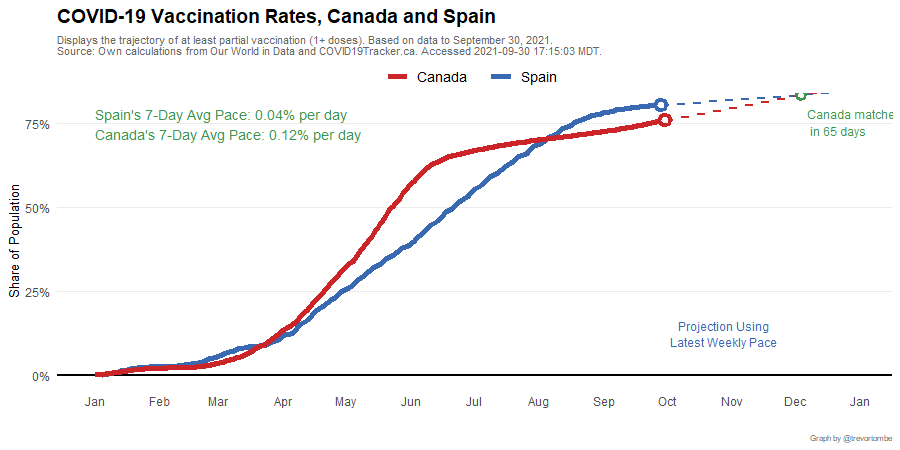 COVID-19 Vaccination Rates, Canada and Spain
Displays the trajectory of at least partial vaccination (1+ doses). Based on data to September 30, 2021.
Source: Own calculations from Our World in Data and COVID19Tracker.ca. Accessed 2021-09-30 17:15:03 MDT.
Canada Spain
Spain's 7-Day Avg Pace: 0.04% per day
Canada's 7-Day Avg Pace: 0.12% per day
Canada matche
in 65 days
75%
50%
25%
0%
Share of Population
Projection Using
Latest Weekly Pace
Jan Feb Mar Apr May Jun Jul Aug Sep Oct Nov Dec Jan
Graph by @trevortombe